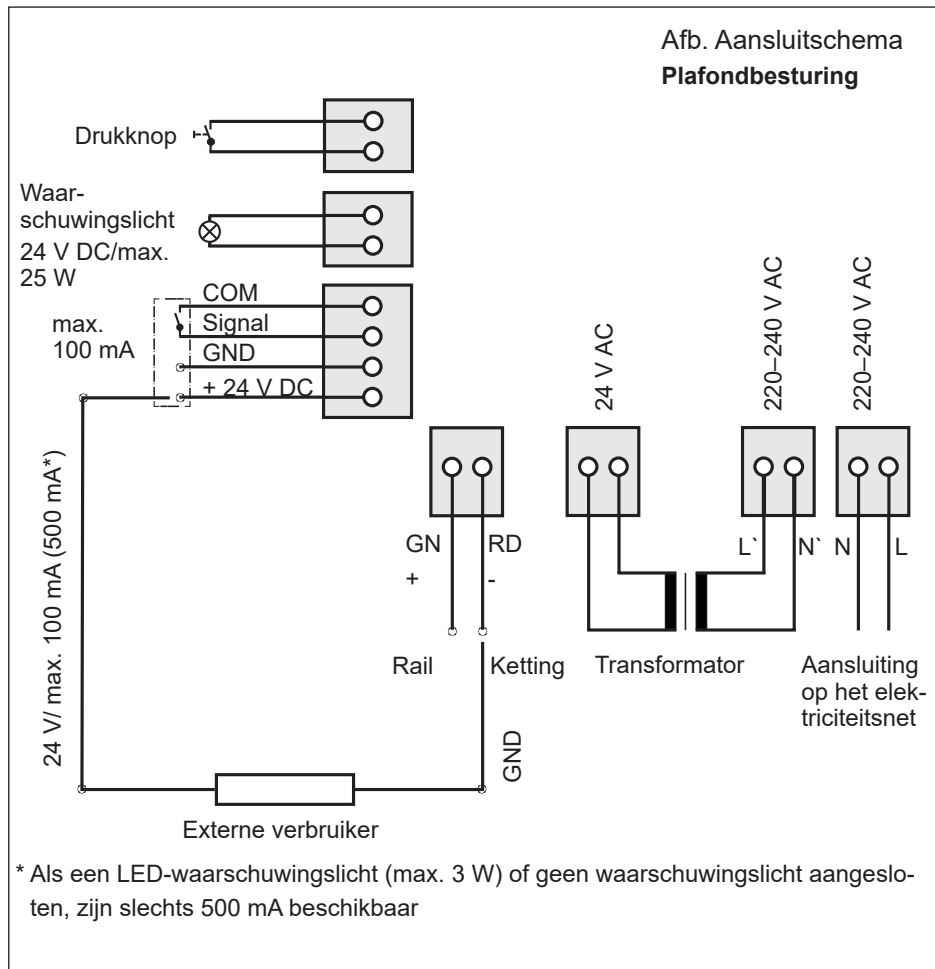 Afb. Aansluitschema
Plafondbesturing
Drukknop
Waar-
schuwingslicht
24 V DC/max.
25 W
COM
Signal
GND
+ 24 V DC
max.
100 mA
24 V/ max. 100 mA (500 mA*)
24 V AC
220–240 V AC
220–240 V AC
GN
RD
+
-
L`
N`
N
L
Rail
Ketting
Transformator
Aansluiting
op het elek-
triciteitsnet
GND
Externe verbruiker
* Als een LED-waarschuwingslicht (max. 3 W) of geen waarschuwingslicht aangeslo-
ten, zijn slechts 500 mA beschikbaar